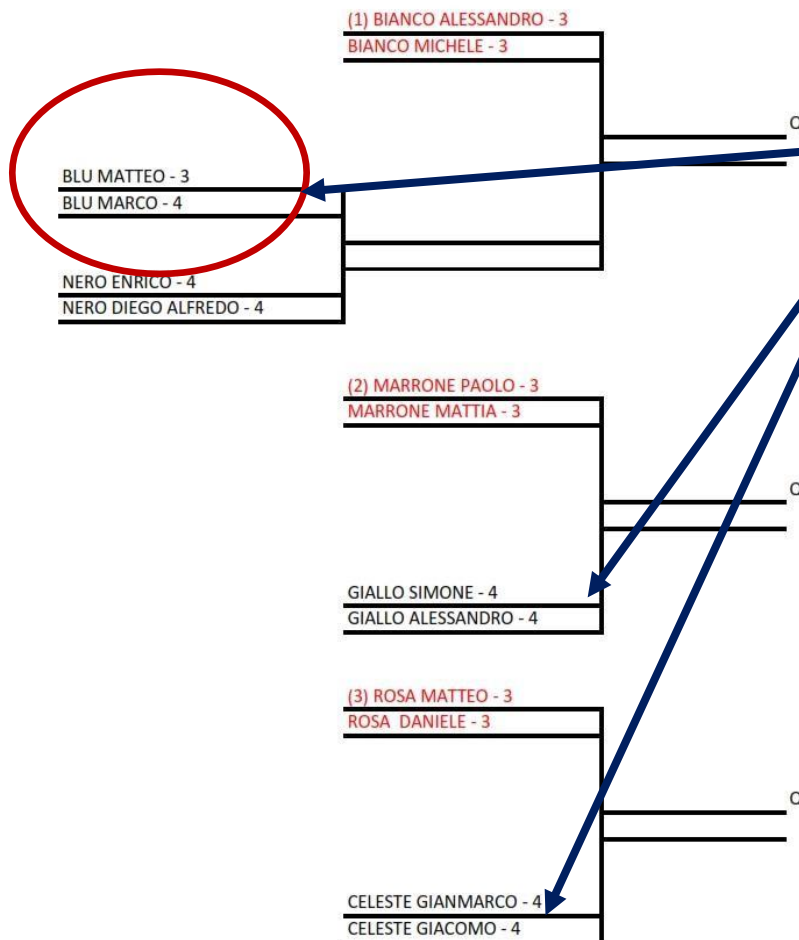 (1) BIANCO ALESSANDRO - 3
BIANCO MICHELE - 3
BLU MATTEO - 3
BLU MARCO - 4
NERO ENRICO - 4
NERO DIEGO ALFREDO - 4
(2) MARRONE PAOLO - 3
MARRONE MATTIA - 3
GIALLO SIMONE - 4
GIALLO ALESSANDRO - 4
(3) ROSA MATTEO - 3
ROSA  DANIELE - 3
CELESTE GIANMARCO - 4
CELESTE GIACOMO - 4